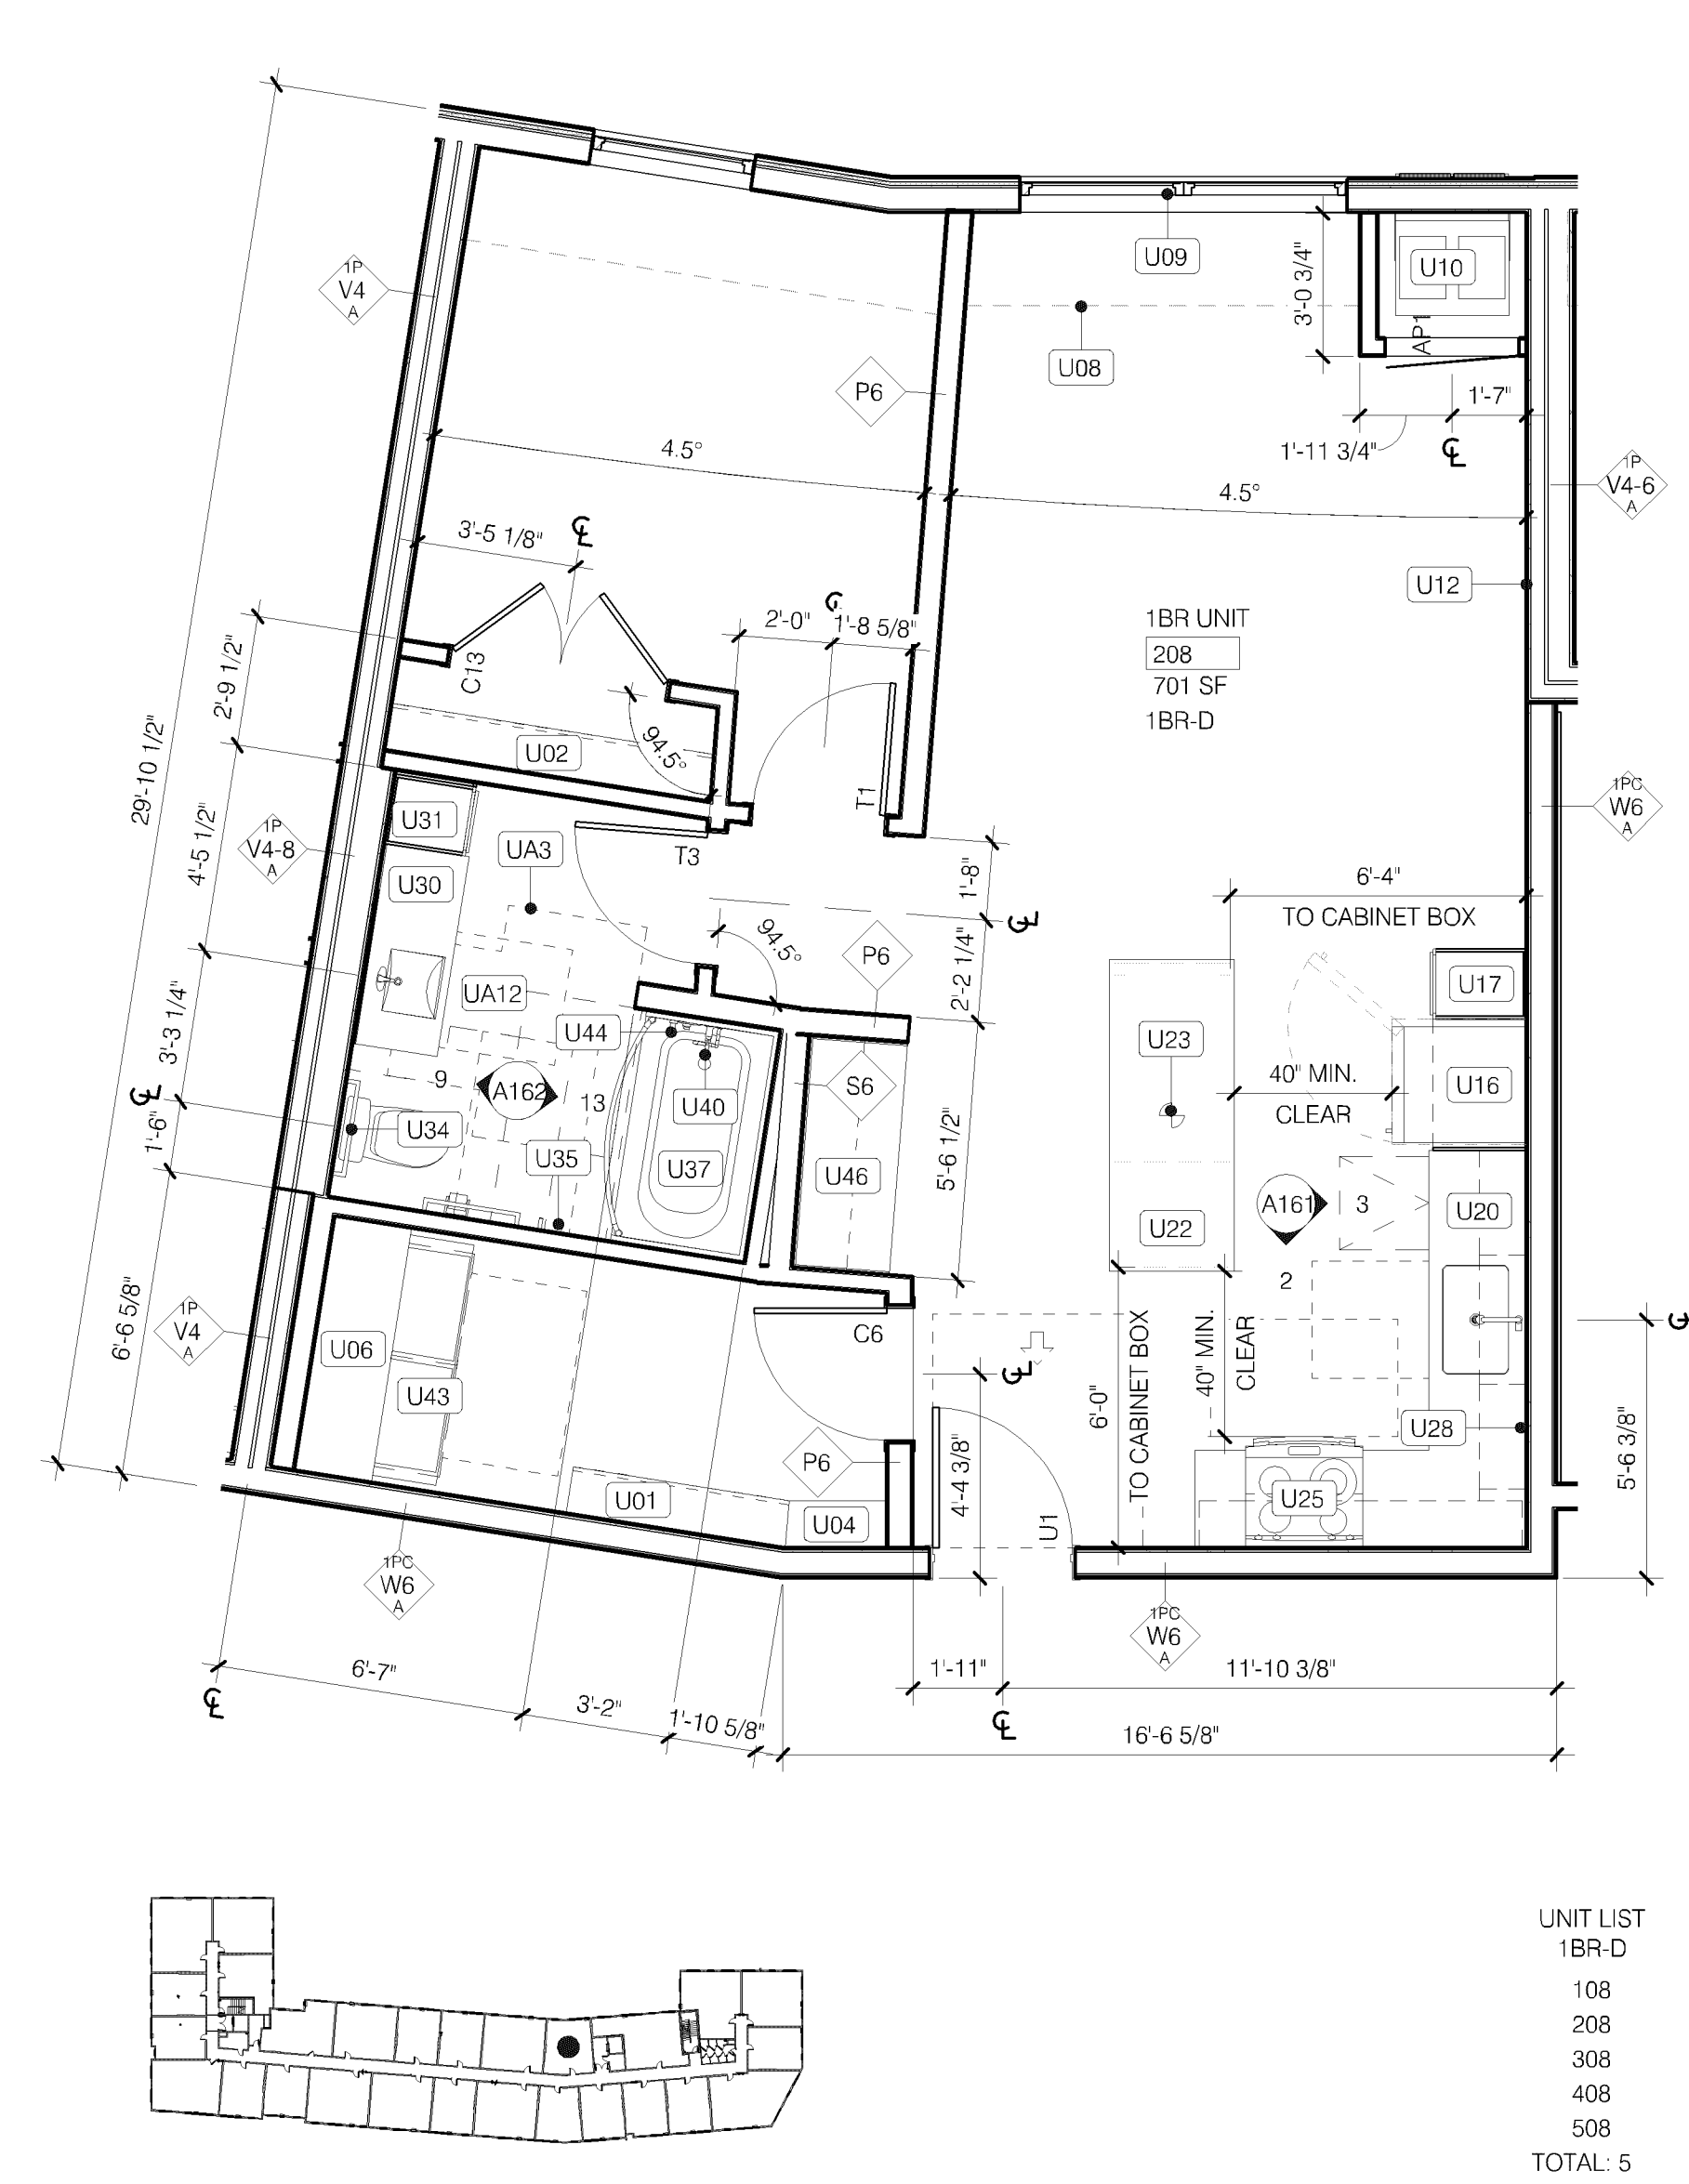 U09
U10
3'-0 3/4"
AP1
U08
1P
V4
A
P6
1'-7"
1'-11 3/4"
4.5°
4.5°
1P
V4-6
A
3'-5 1/8"
2'-0"
1'-8 5/8"
U12
1BR UNIT
208
701 SF
1BR-D
C13
2'-9 1/2"
29'-10 1/2"
U02
94.5°
T1
1PC
W6
A
U31
4'-5 1/2"
1P
V4-8
A
UA3
T3
U30
1'-8"
6'-4"
TO CABINET BOX
94.5°
P6
2'-2 1/4"
U17
UA12
3'-3 1/4"
U44
U23
9
A162
13
U40
S6
40" MIN.
CLEAR
U16
1'-6"
U34
U35
U37
U46
5'-6 1/2"
A161
3
U20
U22
2
6'-6 5/8"
1P
V4
A
U06
C6
U43
6'-0"
TO CABINET BOX
40" MIN.
CLEAR
U28
P6
4'-4 3/8"
5'-6 3/8"
U01
U04
U1
U25
1PC
W6
A
1PC
W6
A
6'-7"
3'-2"
1'-10 5/8"
1'-11"
11'-10 3/8"
16'-6 5/8"
UNIT LIST
1BR-D
108
208
308
408
508
TOTAL: 5